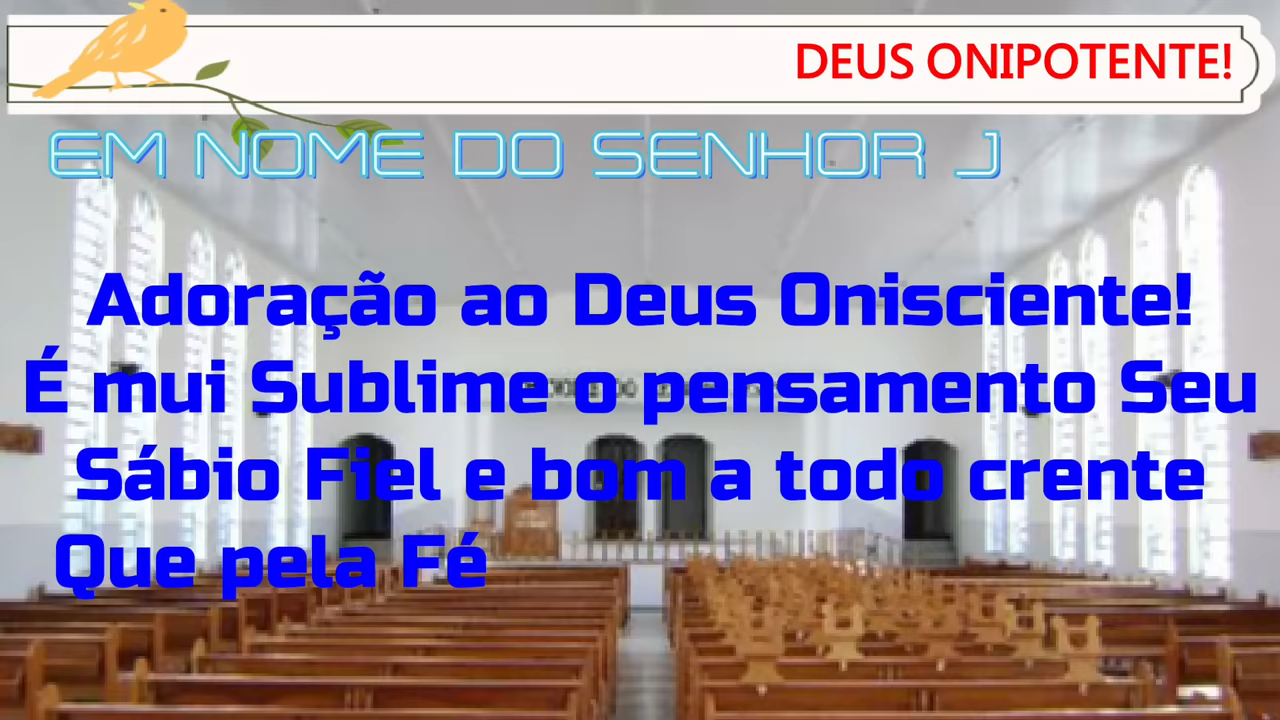 DEUS ONIPOTENTE!
EM NOME DO SENHOR J
Adoração ao Deus Onisciente!
É mui Sublime o pensamento Seu
Sábio Fiel e bom a todo crente
Que pela Fé